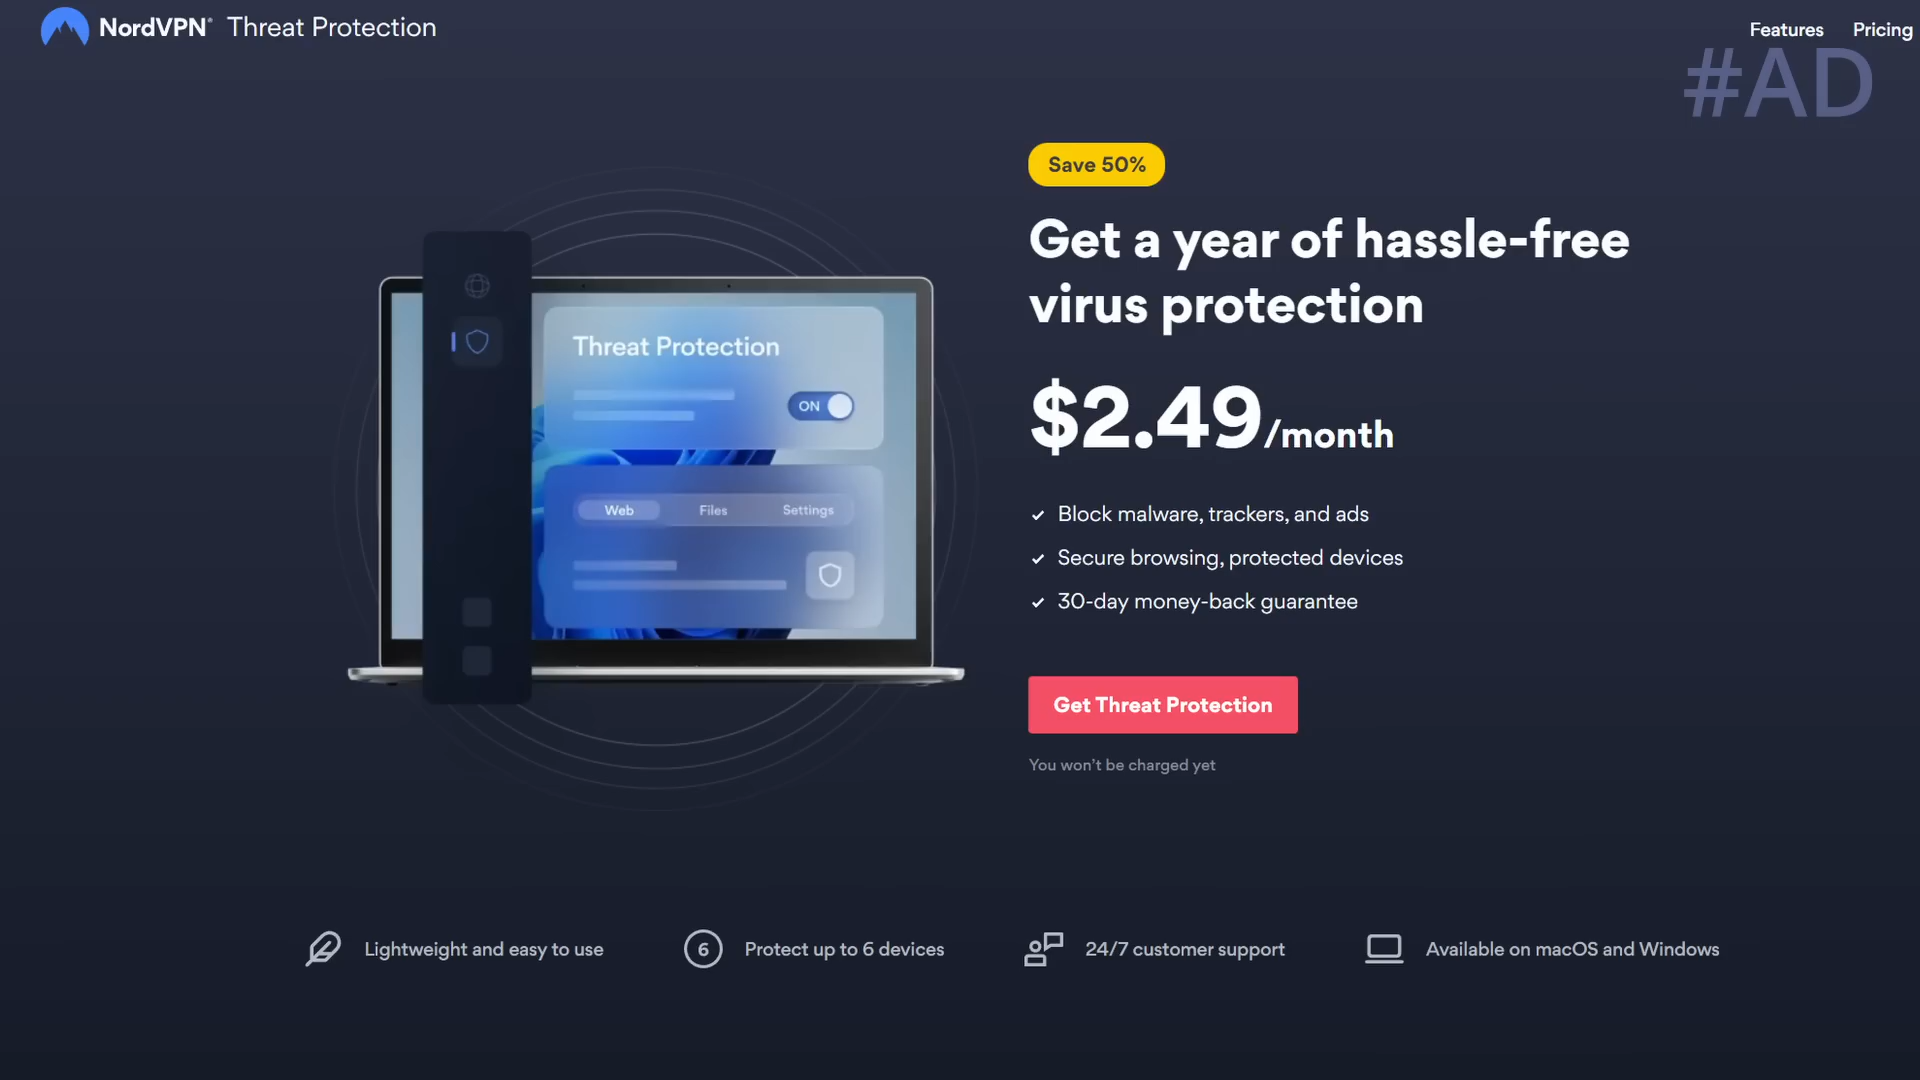 NordVPN® Threat Protection
Features Pricing
#AD
Save 50%
Get a year of hassle-free
virus protection
$2.49/month
Block malware, trackers, and ads
Secure browsing, protected devices
30-day money-back guarantee
Get Threat Protection
You won't be charged yet
Threat Protection
ON
Web Files Settings
Lightweight and easy to use
6 Protect up to 6 devices
24/7 customer support
Available on macOS and Windows